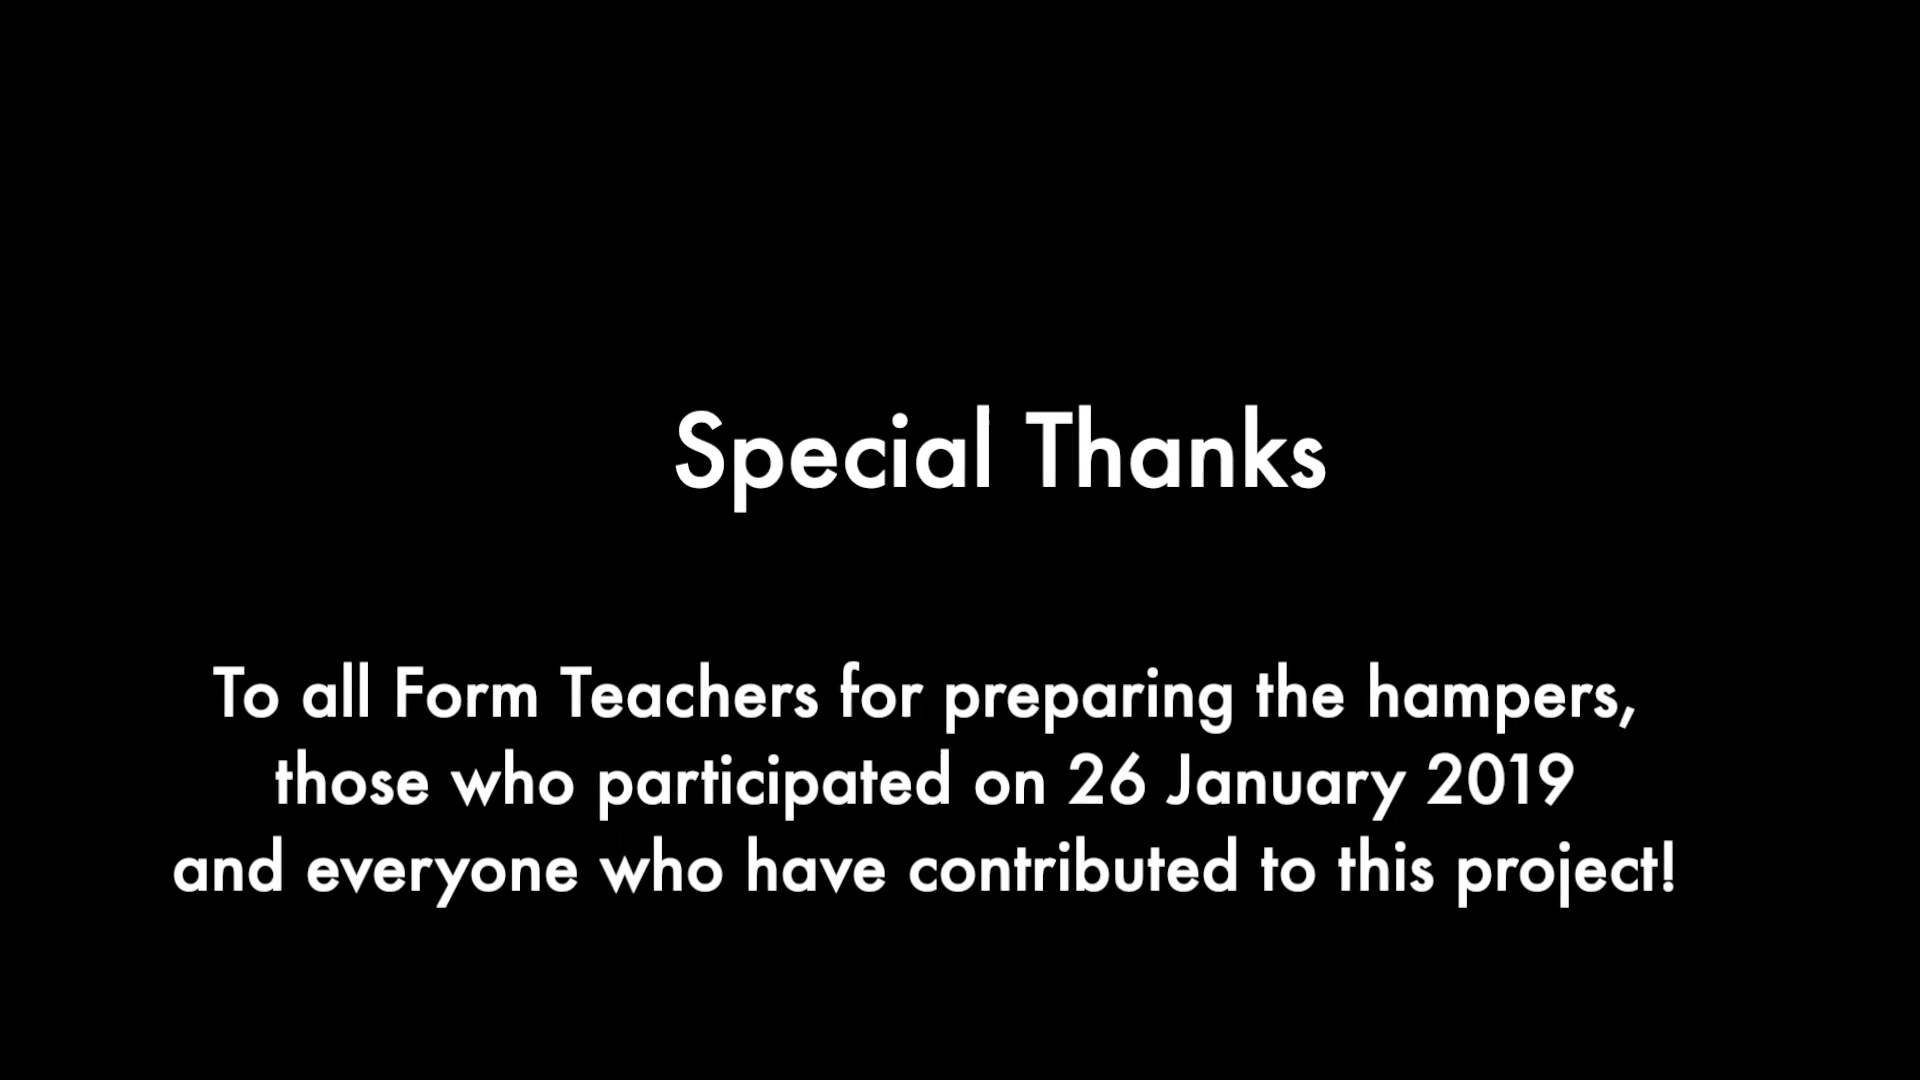 Special Thanks
To all Form Teachers for preparing the hampers,
those who participated on 26 January 2019
and everyone who have contributed to this project!